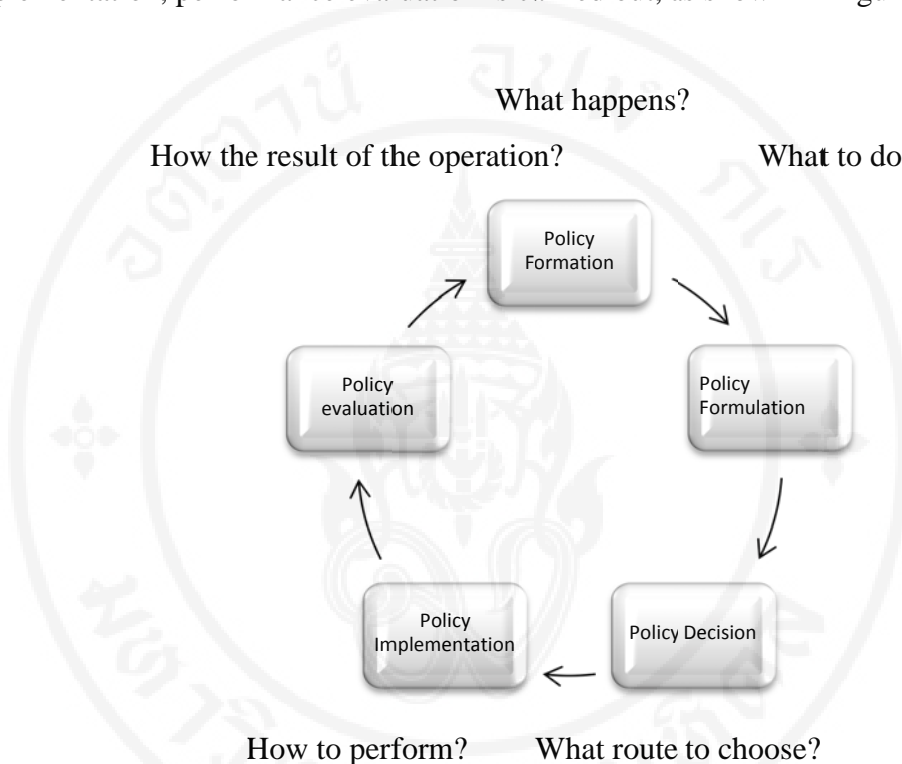 What happens?
How the result of the operation?
What to do
Policy
Formation
Policy
evaluation
Policy
Formulation
Policy
Implementation
Policy Decision
How to perform?
What route to choose?